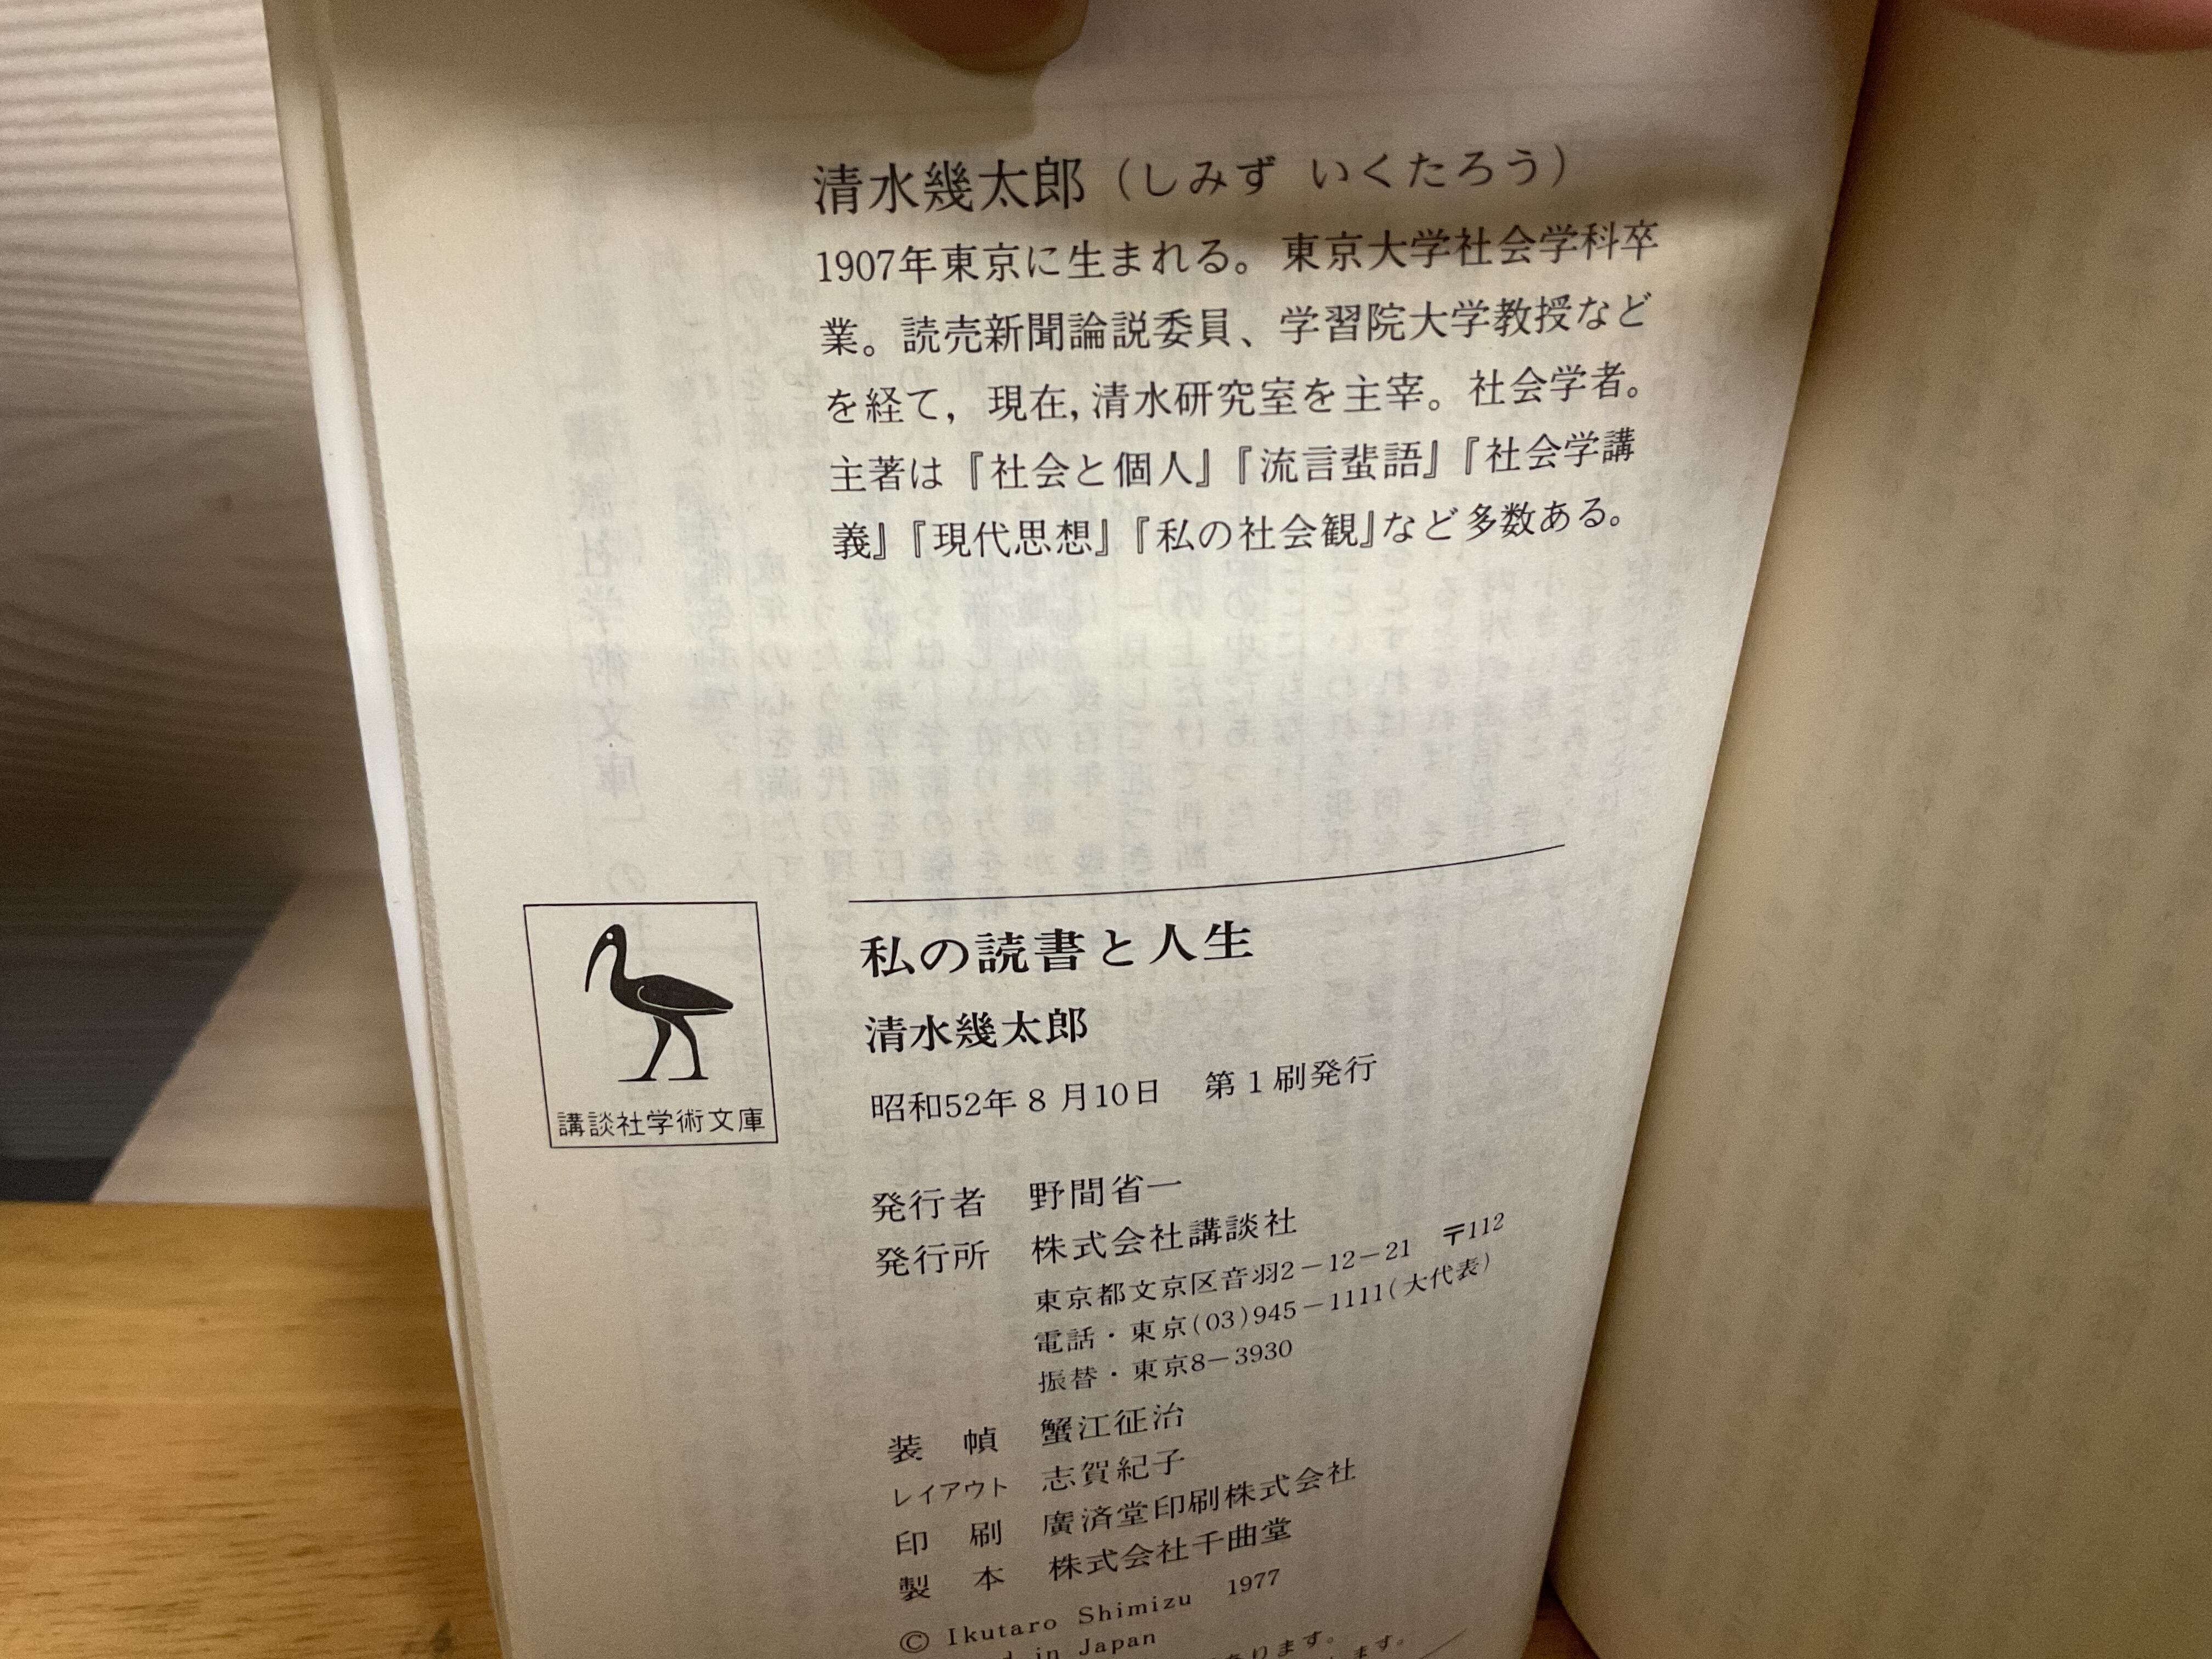 清水幾太郎（しみず いくたろう）
1907年東京に生まれる。東京大学社会学科卒
業。読売新聞論説委員、学習院大学教授など
を経て，現在，清水研究室を主宰。社会学者。
主著は『社会と個人』『流言蜚語』『社会学講
義』『現代思想』『私の社会観』など多数ある。
講談社学術文庫
私の読書と人生
清水幾太郎
昭和52年8月10日 第1刷発行
発行者 野間省一
発行所 株式会社講談社
東京都文京区音羽2－12－21 〒112
電話・東京(03)945－1111(大代表)
振替・東京8－3930
装 幀 蟹江征治
レイアウト 志賀紀子
印 刷 廣済堂印刷株式会社
製 本 株式会社千曲堂
© Ikutaro Shimizu 1977
in Japan
あります。
ます。